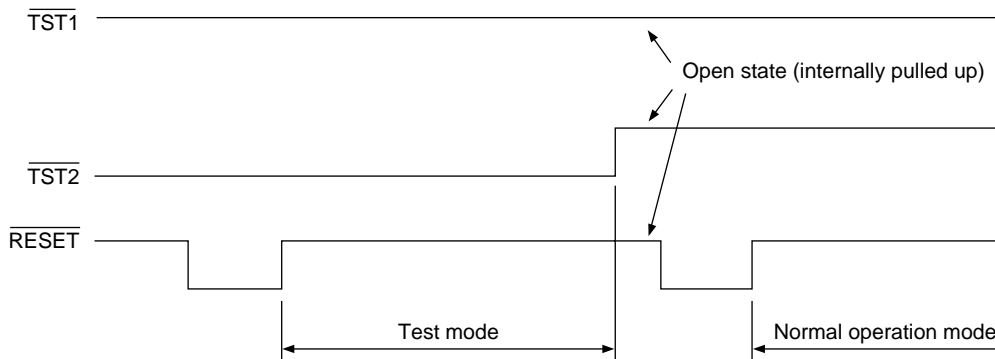 TST1
Open state (internally pulled up)
TST2
RESET
Test mode
Normal operation mode